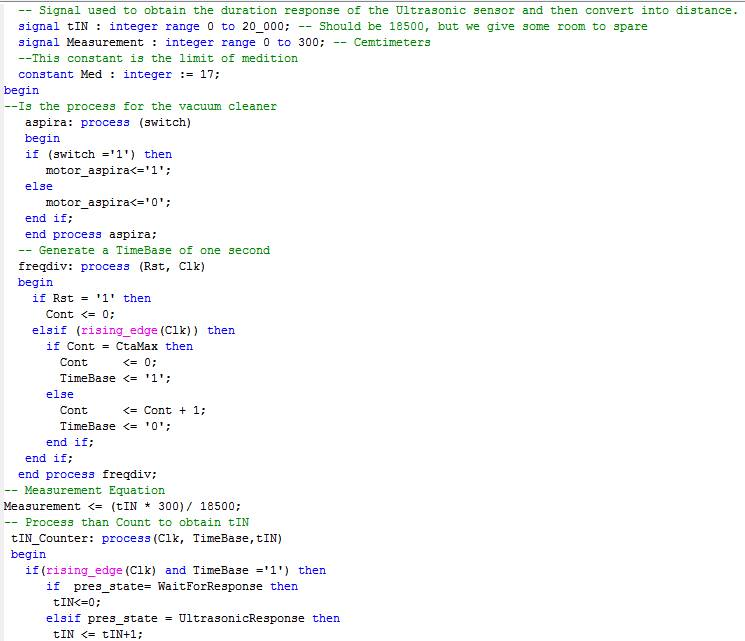 -- Signal used to obtain the duration response of the Ultrasonic sensor and then convert into distance.
signal tIN : integer range 0 to 20_000; -- Should be 18500, but we give some room to spare
signal Measurement : integer range 0 to 300; -- Cemtimeters
--This constant is the limit of medition
constant Med : integer := 17;
begin
--Is the process for the vacuum cleaner
aspira: process (switch)
begin
if (switch ='1') then
motor_aspira<='1';
else
motor_aspira<='0';
end if;
end process aspira;
-- Generate a TimeBase of one second
freqdiv: process (Rst, Clk)
begin
if Rst = '1' then
Cont <= 0;
elsif (rising_edge(Clk)) then
if Cont = CtaMax then
Cont <= 0;
TimeBase <= '1';
else
Cont <= Cont + 1;
TimeBase <= '0';
end if;
end if;
end process freqdiv;
-- Measurement Equation
Measurement <= (tIN * 300)/ 18500;
-- Process than Count to obtain tIN
tIN_Counter: process(Clk, TimeBase,tIN)
begin
if(rising_edge(Clk) and TimeBase ='1') then
if pres_state= WaitForResponse then
tIN<=0;
elsif pres_state = UltrasonicResponse then
tIN <= tIN+1;